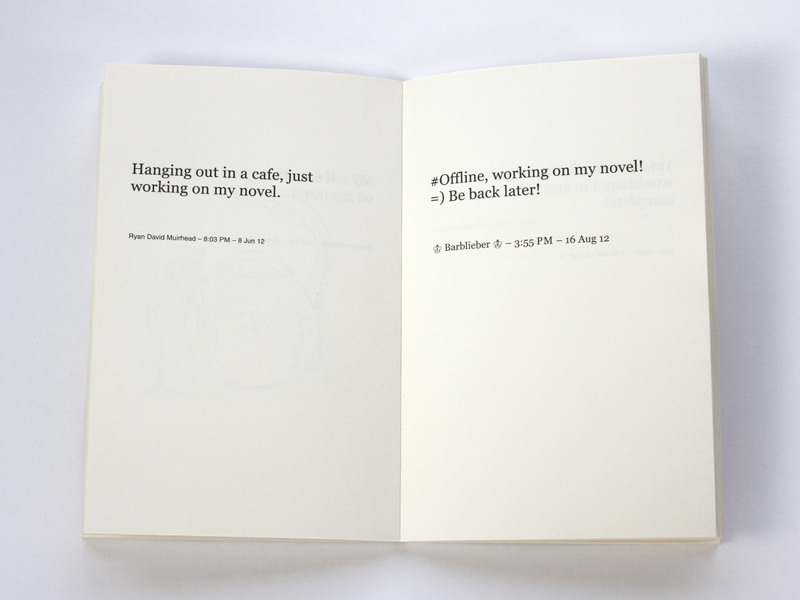 Hanging out in a cafe, just
working on my novel.
Ryan David Muirhead – 8:03 PM – 8 Jun 12
#Offline, working on my novel!
=) Be back later!
♔ Barblieber ♔ – 3:55 PM – 16 Aug 12